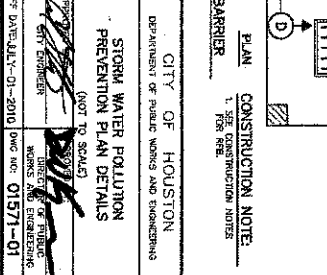 D
PLAN
CONSTRUCTION NOTE:
1. SEE CONSTRUCTION NOTES
FOR RFB.
BARRIER
CITY OF HOUSTON
DEPARTMENT OF PUBLIC WORKS AND ENGINEERING
STORM WATER POLLUTION
PREVENTION PLAN DETAILS
(NOT TO SCALE)
CITY ENGINEER
OF PUBLIC
WORKS AND ENGINEERING
EFF DATE: JULY-01-2010
DWG NO: 01571-01